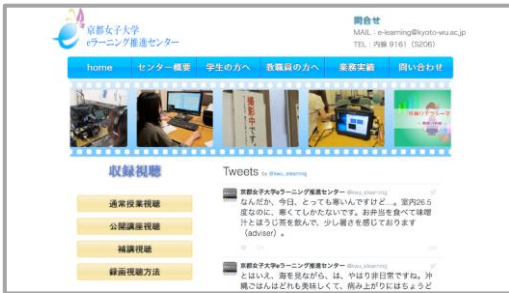 京都女子大学
eラーニング推進センター
問合せ
MAIL：e-learning@kyoto-wu.ac.jp
TEL：内線 9161（S206）
home
センター概要
学生の方へ
教職員の方へ
業務実績
問い合わせ
撮影中です。
収録視聴
通常授業視聴
公開講座視聴
補講視聴
録画視聴方法
Tweets by @kwu_elearning
京都女子大学eラーニング推進センター @kwu_elearning
なんだか、今日、とっても寒いんですけど…。室内26.5
度なのに、寒くてしかたないです。お弁当を食べて味噌
汁とほうじ茶を飲んで、少し暑さを感じております
（adviser）。
京都女子大学eラーニング推進センター @kwu_elearning
とはいえ、海を見ながら、は、やはり非日常ですね。沖
縄ごはんはどれも美味しくて、病み上がりにはちょうど